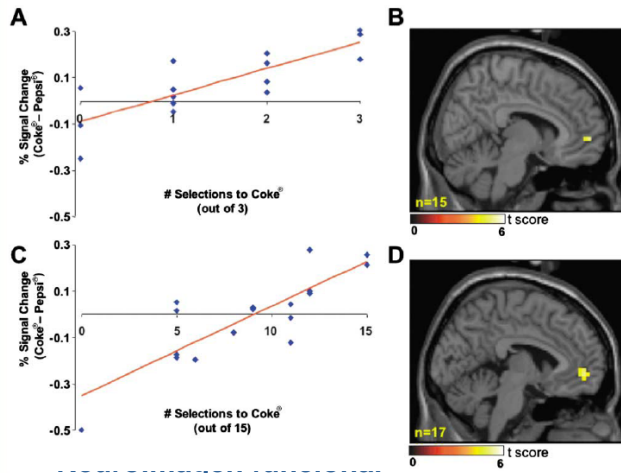 A
0.3
0.1
-0.1
-0.3
-0.5
0
1
2
3
% Signal Change
(Coke® – Pepsi®)
# Selections to Coke®
(out of 3)
B
n=15
0
6
t score
C
0.3
0.1
-0.1
-0.3
-0.5
0
5
10
15
% Signal Change
(Coke® – Pepsi®)
# Selections to Coke®
(out of 15)
D
n=17
0
6
t score